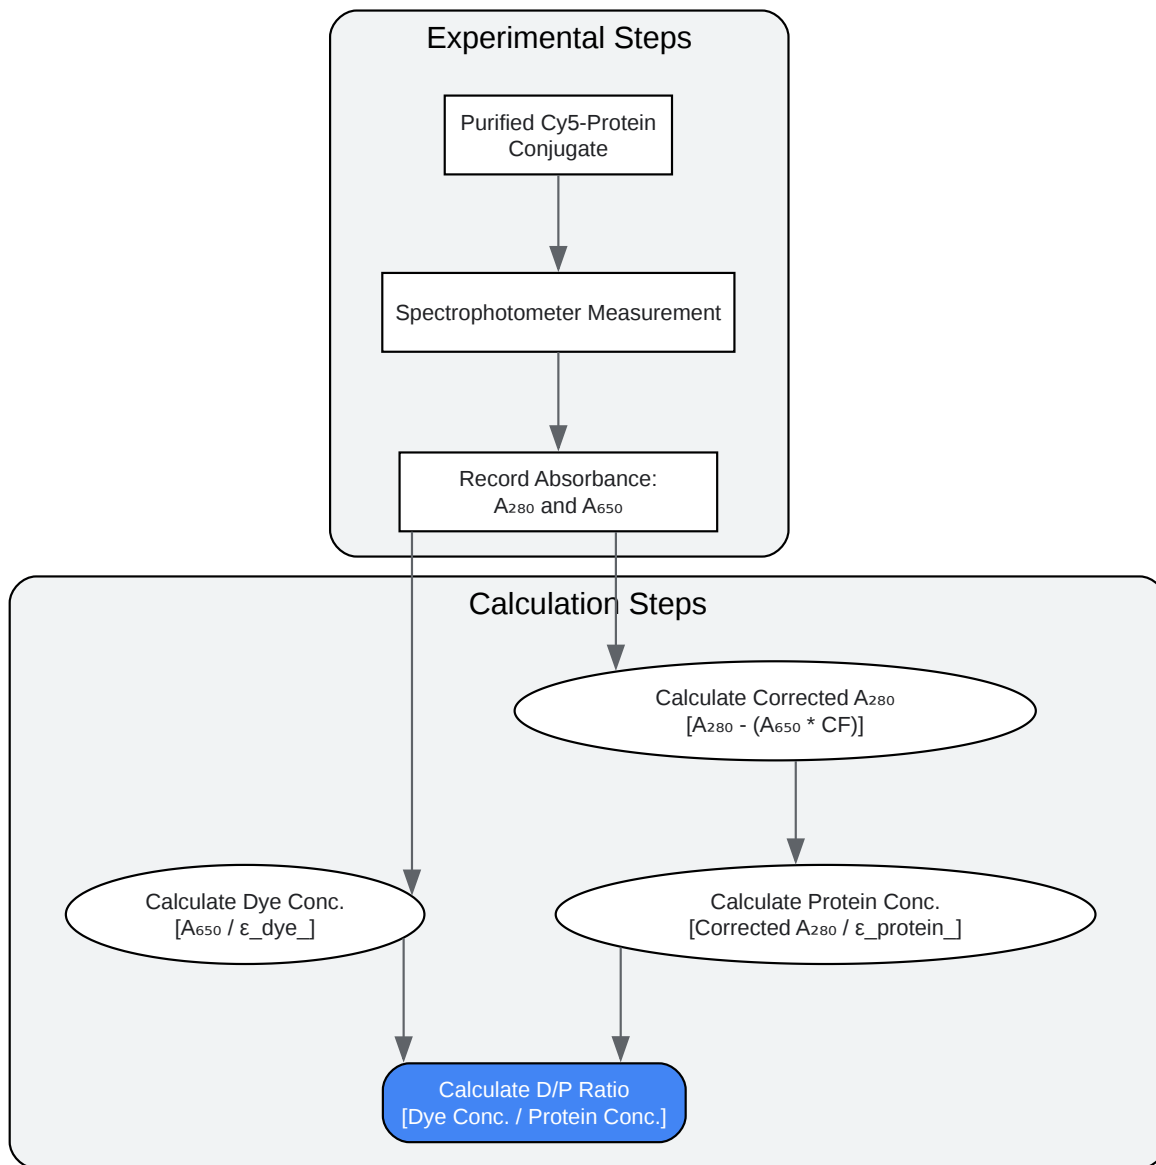 Experimental Steps
Purified Cy5-Protein
Conjugate
Spectrophotometer Measurement
Record Absorbance:
A₂₈₀ and A₆₅₀
Calculation Steps
Calculate Corrected A₂₈₀
[A₂₈₀ - (A₆₅₀ * CF)]
Calculate Dye Conc.
[A₆₅₀ / ε_dye_]
Calculate Protein Conc.
[Corrected A₂₈₀ / ε_protein_]
Calculate D/P Ratio
[Dye Conc. / Protein Conc.]